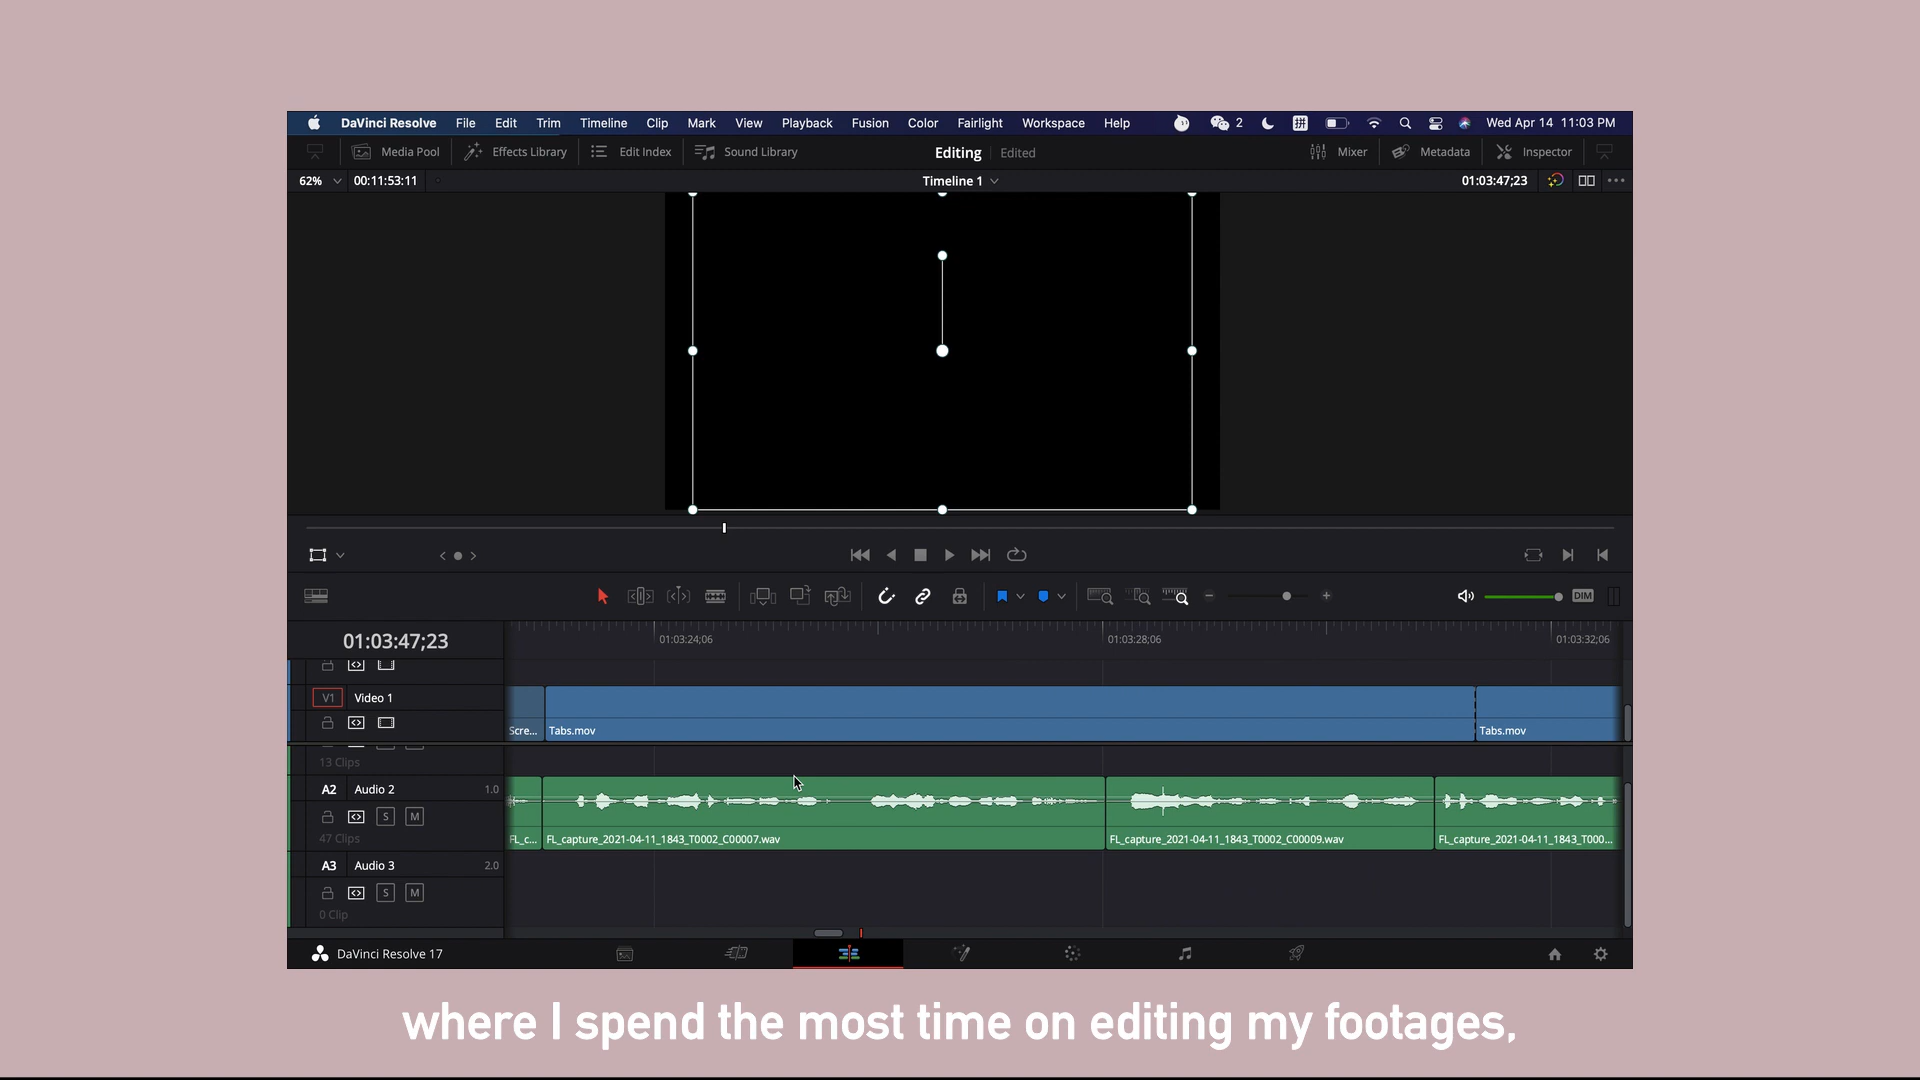 DaVinci Resolve File Edit Trim Timeline Clip Mark View Playback Fusion Color Fairlight Workspace Help 2 拼 Wed Apr 14 11:03 PM
Media Pool Effects Library Edit Index Sound Library Editing Edited Mixer Metadata Inspector
62% 00:11:53:11 Timeline 1 01:03:47;23
DIM
01:03:47;23 01:03:24;06 01:03:28;06 01:03:32;06
V1 Video 1
Scre... Tabs.mov Tabs.mov
13 Clips
A2 Audio 2 1.0
S M
47 Clips FL_c... FL_capture_2021-04-11_1843_T0002_C00007.wav FL_capture_2021-04-11_1843_T0002_C00009.wav FL_capture_2021-04-11_1843_T000...
A3 Audio 3 2.0
S M
0 Clip
DaVinci Resolve 17
where I spend the most time on editing my footages,